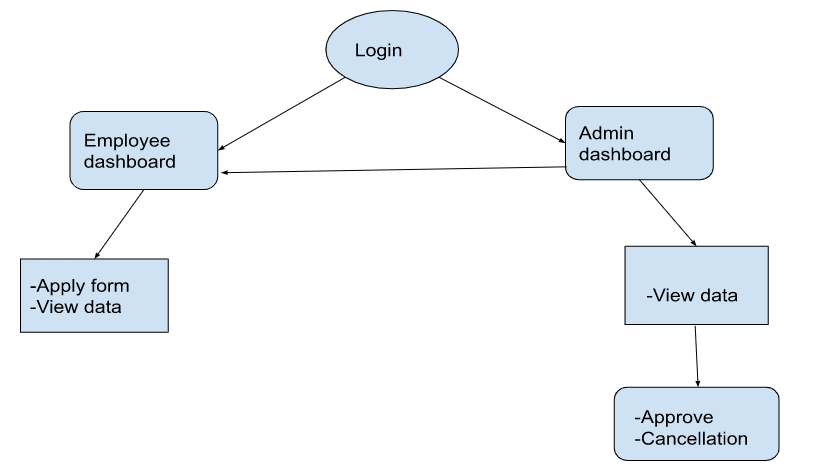 Login
Employee
dashboard
Admin
dashboard
-Apply form
-View data
-View data
-Approve
-Cancellation